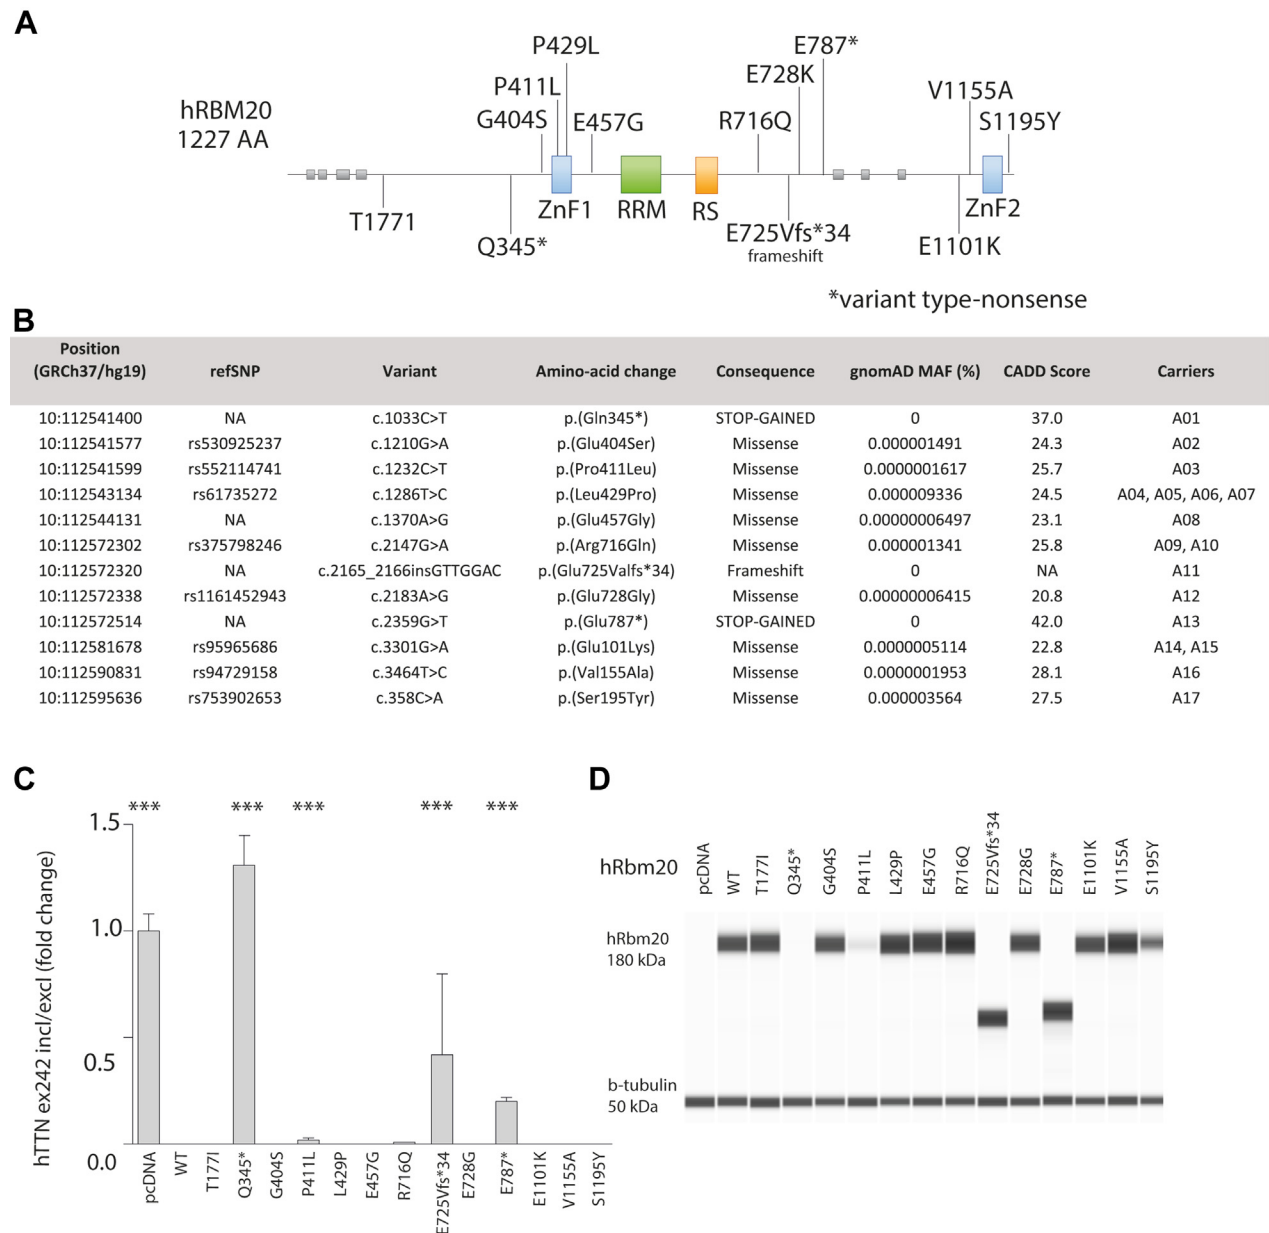 A
hRBM20
1227 AA
P429L
E787*
P411L
E728K
V1155A
G404S
E457G
R716Q
S1195Y
T1771
Q345*
ZnF1
RRM
RS
E725Vfs*34
frameshift
E1101K
ZnF2
*variant type-nonsense
B
Position
(GRCh37/hg19) refSNP Variant Amino-acid change Consequence gnomAD MAF (%) CADD Score Carriers
10:112541400 NA c.1033C>T p.(Gln345*) STOP-GAINED 0 37.0 A01
10:112541577 rs530925237 c.1210G>A p.(Glu404Ser) Missense 0.000001491 24.3 A02
10:112541599 rs552114741 c.1232C>T p.(Pro411Leu) Missense 0.0000001617 25.7 A03
10:112543134 rs61735272 c.1286T>C p.(Leu429Pro) Missense 0.000009336 24.5 A04, A05, A06, A07
10:112544131 NA c.1370A>G p.(Glu457Gly) Missense 0.00000006497 23.1 A08
10:112572302 rs375798246 c.2147G>A p.(Arg716Gln) Missense 0.000001341 25.8 A09, A10
10:112572320 NA c.2165_2166insGTTGGAC p.(Glu725Valfs*34) Frameshift 0 NA A11
10:112572338 rs1161452943 c.2183A>G p.(Glu728Gly) Missense 0.00000006415 20.8 A12
10:112572514 NA c.2359G>T p.(Glu787*) STOP-GAINED 0 42.0 A13
10:112581678 rs95965686 c.3301G>A p.(Glu101Lys) Missense 0.0000005114 22.8 A14, A15
10:112590831 rs94729158 c.3464T>C p.(Val155Ala) Missense 0.0000001953 28.1 A16
10:112595636 rs753902653 c.358C>A p.(Ser195Tyr) Missense 0.000003564 27.5 A17
C
*** *** *** *** ***
hTTN ex242 incl/excl (fold change)
1.5
1.0
0.5
0.0
pcDNA
WT
T177I
Q345*
G404S
P411L
L429P
E457G
R716Q
E725Vfs*34
E728G
E787*
E1101K
V1155A
S1195Y
D
hRbm20
pcDNA
WT
T177I
Q345*
G404S
P411L
L429P
E457G
R716Q
E725Vfs*34
E728G
E787*
E1101K
V1155A
S1195Y
hRbm20
180 kDa
b-tubulin
50 kDa